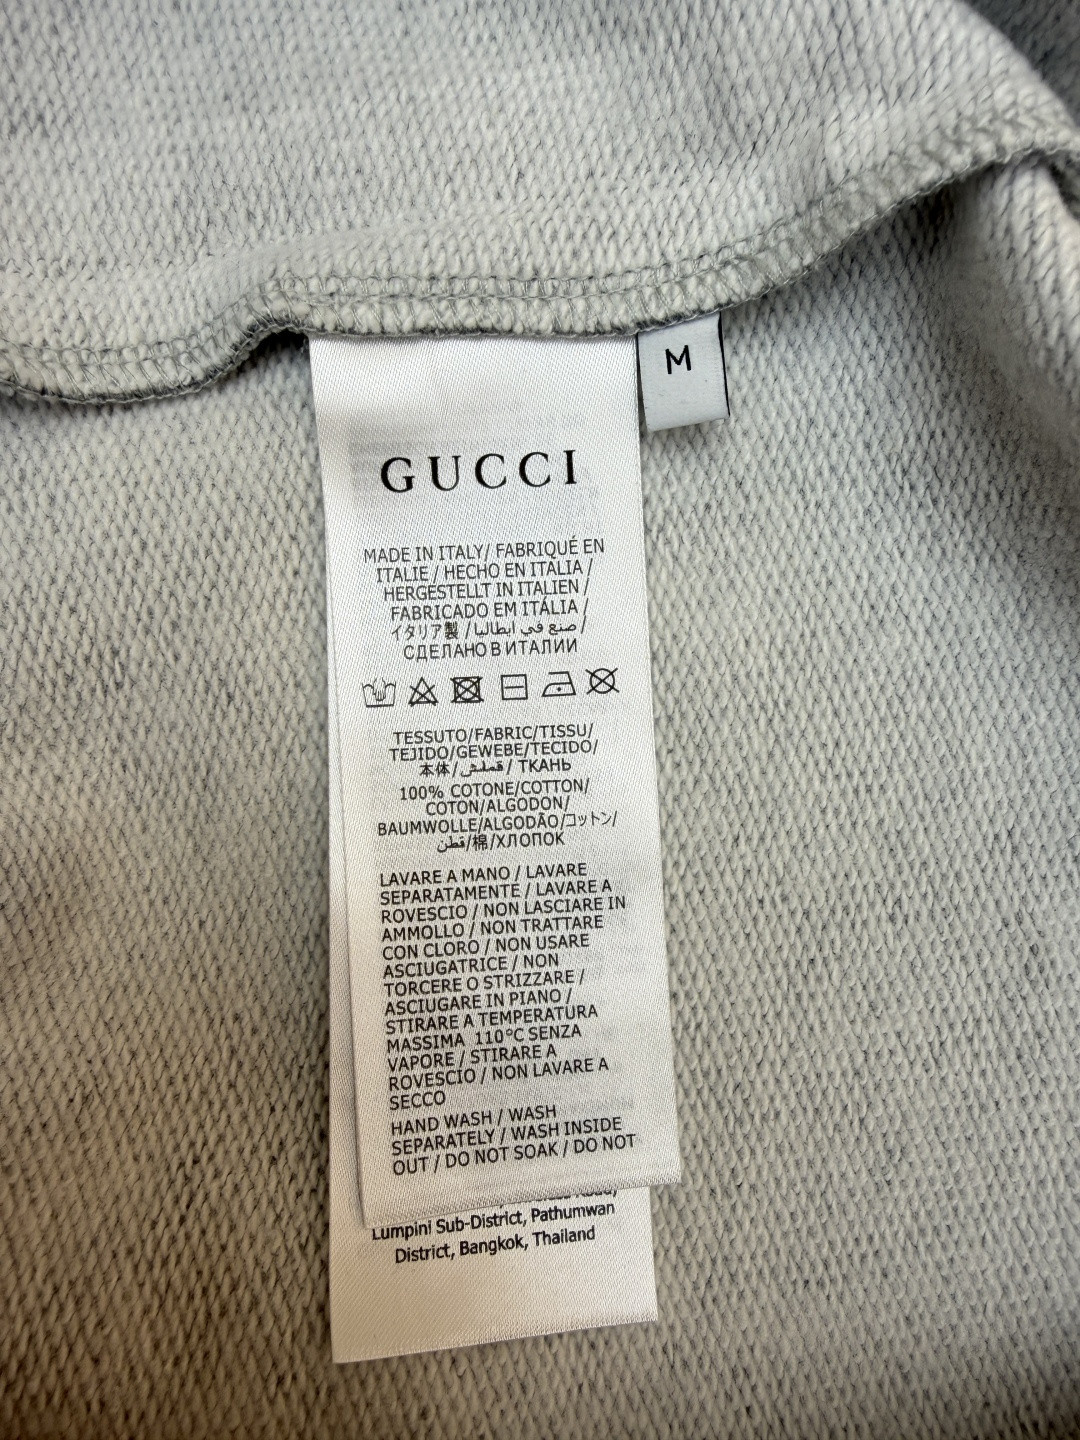 M
GUCCI
MADE IN ITALY/ FABRIQUÉ EN
ITALIE / HECHO EN ITALIA /
HERGESTELLT IN ITALIEN /
FABRICADO EM ITÁLIA /
イタリア製 / صنع في ايطاليا /
СДЕЛАНО В ИТАЛИИ
TESSUTO/FABRIC/TISSU/
TEJIDO/GEWEBE/TECIDO/
本体/قملش/ ТКАНЬ
100% COTONE/COTTON/
COTON/ALGODON/
BAUMWOLLE/ALGODÃO/コットン/
قطن/棉/ХЛОПОК
LAVARE A MANO / LAVARE
SEPARATAMENTE / LAVARE A
ROVESCIO / NON LASCIARE IN
AMMOLLO / NON TRATTARE
CON CLORO / NON USARE
ASCIUGATRICE / NON
TORCERE O STRIZZARE /
ASCIUGARE IN PIANO /
STIRARE A TEMPERATURA
MASSIMA 110°C SENZA
VAPORE / STIRARE A
ROVESCIO / NON LAVARE A
SECCO
HAND WASH / WASH
SEPARATELY / WASH INSIDE
OUT / DO NOT SOAK / DO NOT
Lumpini Sub-District, Pathumwan
District, Bangkok, Thailand